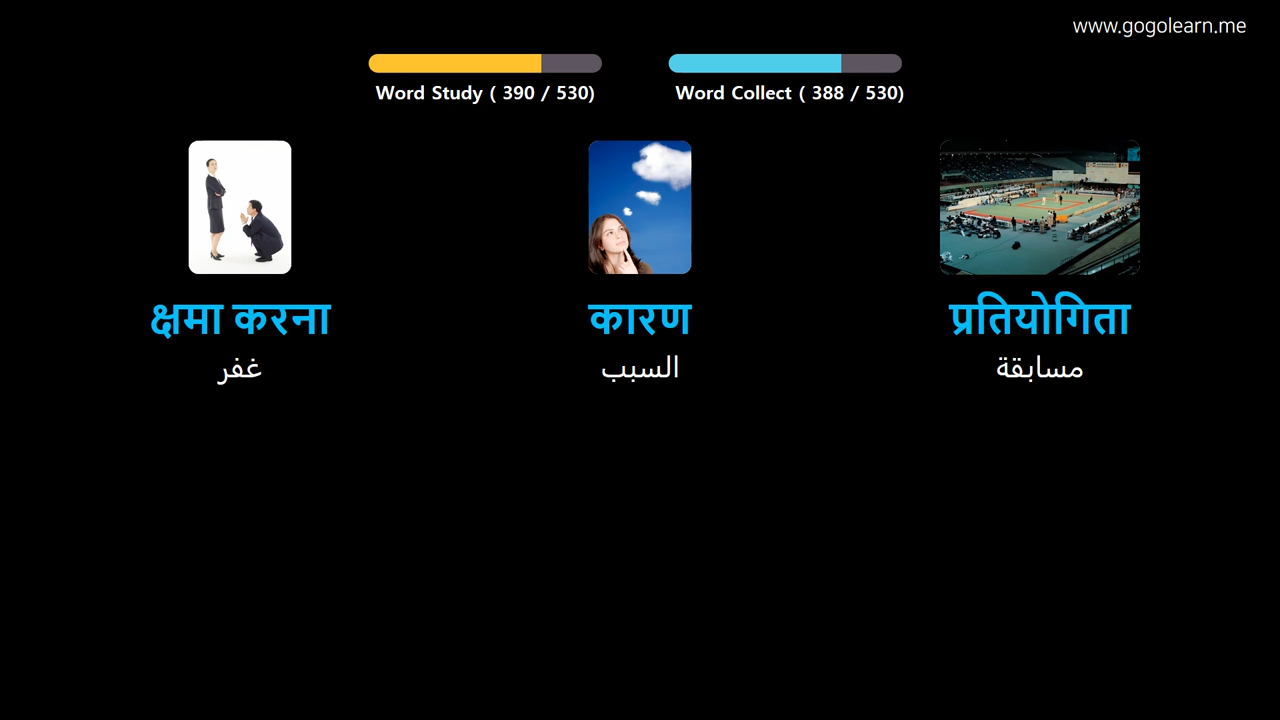 www.gogolearn.me
Word Study ( 390 / 530)
Word Collect ( 388 / 530)
क्षमा करना
غفر
कारण
السبب
प्रतियोगिता
مسابقة